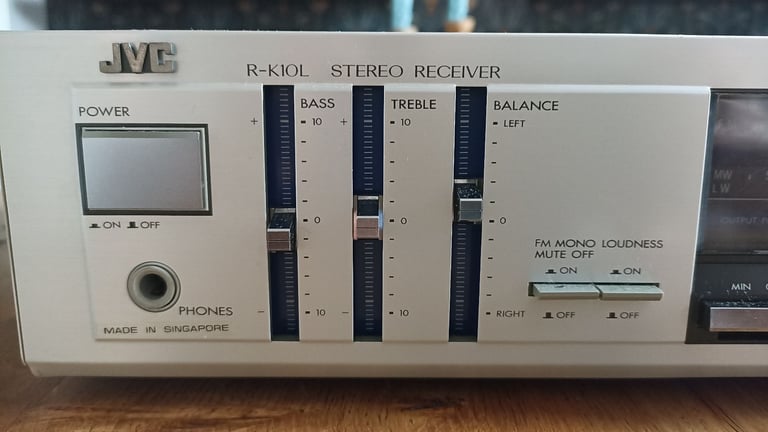 JVC
R-K10L STEREO RECEIVER
POWER
ON OFF
PHONES
MADE IN SINGAPORE
BASS
+ 10
0
- 10
TREBLE
+ 10
0
- 10
BALANCE
LEFT
0
RIGHT
FM MONO LOUDNESS
MUTE OFF
ON ON
OFF OFF
MW
LW
MIN